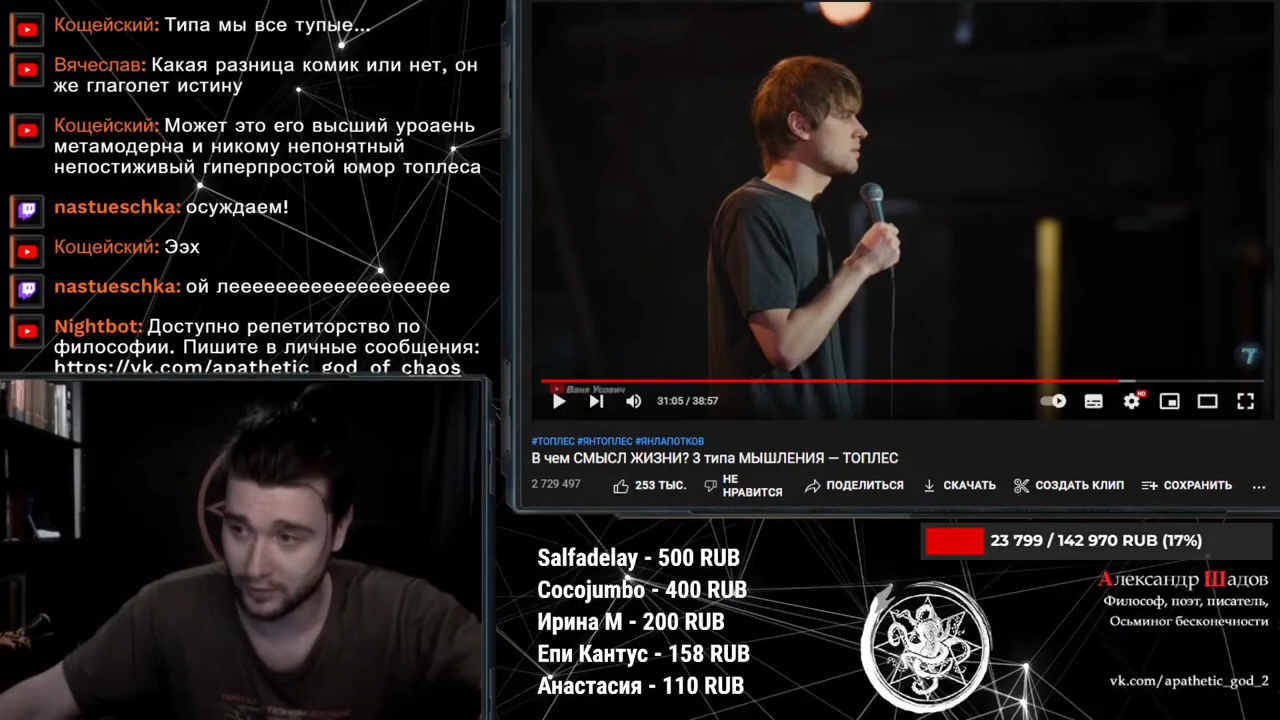 Кощейский: Типа мы все тупые...
Вячеслав: Какая разница комик или нет, он
же глаголет истину
Кощейский: Может это его высший уроаень
метамодерна и никому непонятный
непостиживый гиперпростой юмор топлеса
nastueschka: осуждаем!
Кощейский: Ээх
nastueschka: ой лееeeeeeeeeeeeeeeeee
Nightbot: Доступно репетиторство по
философии. Пишите в личные сообщения:
https://vk.com/apathetic_god_of_chaos
Ваня Усович
31:05 / 38:57
HD
#ТОПЛЕС #ЯНТОПЛЕС #ЯНЛАПОТКОВ
В чем СМЫСЛ ЖИЗНИ? 3 типа МЫШЛЕНИЯ — ТОПЛЕС
2 729 497
253 ТЫС.
НЕ
НРАВИТСЯ
ПОДЕЛИТЬСЯ
СКАЧАТЬ
СОЗДАТЬ КЛИП
СОХРАНИТЬ
23 799 / 142 970 RUB (17%)
Salfadelay - 500 RUB
Cocojumbo - 400 RUB
Ирина М - 200 RUB
Епи Кантус - 158 RUB
Анастасия - 110 RUB
Александр Шадов
Философ, поэт, писатель,
Осьминог бесконечности
vk.com/apathetic_god_2